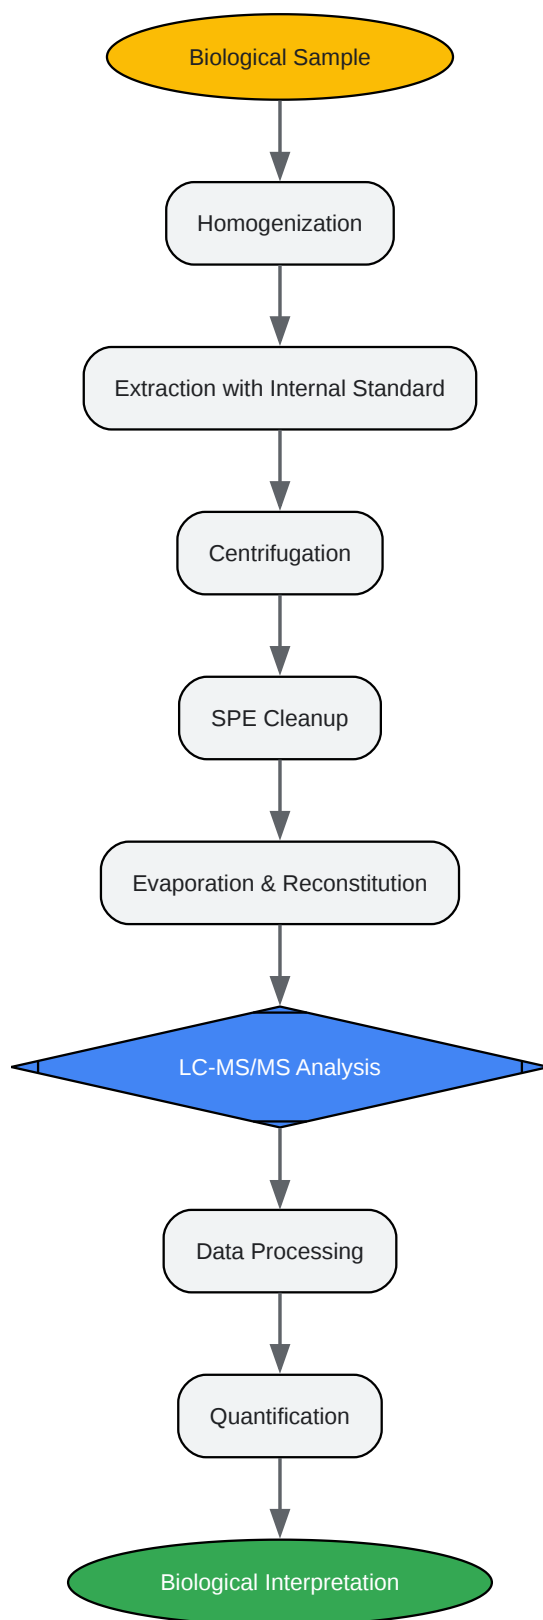 Biological Sample
Homogenization
Extraction with Internal Standard
Centrifugation
SPE Cleanup
Evaporation & Reconstitution
LC-MS/MS Analysis
Data Processing
Quantification
Biological Interpretation